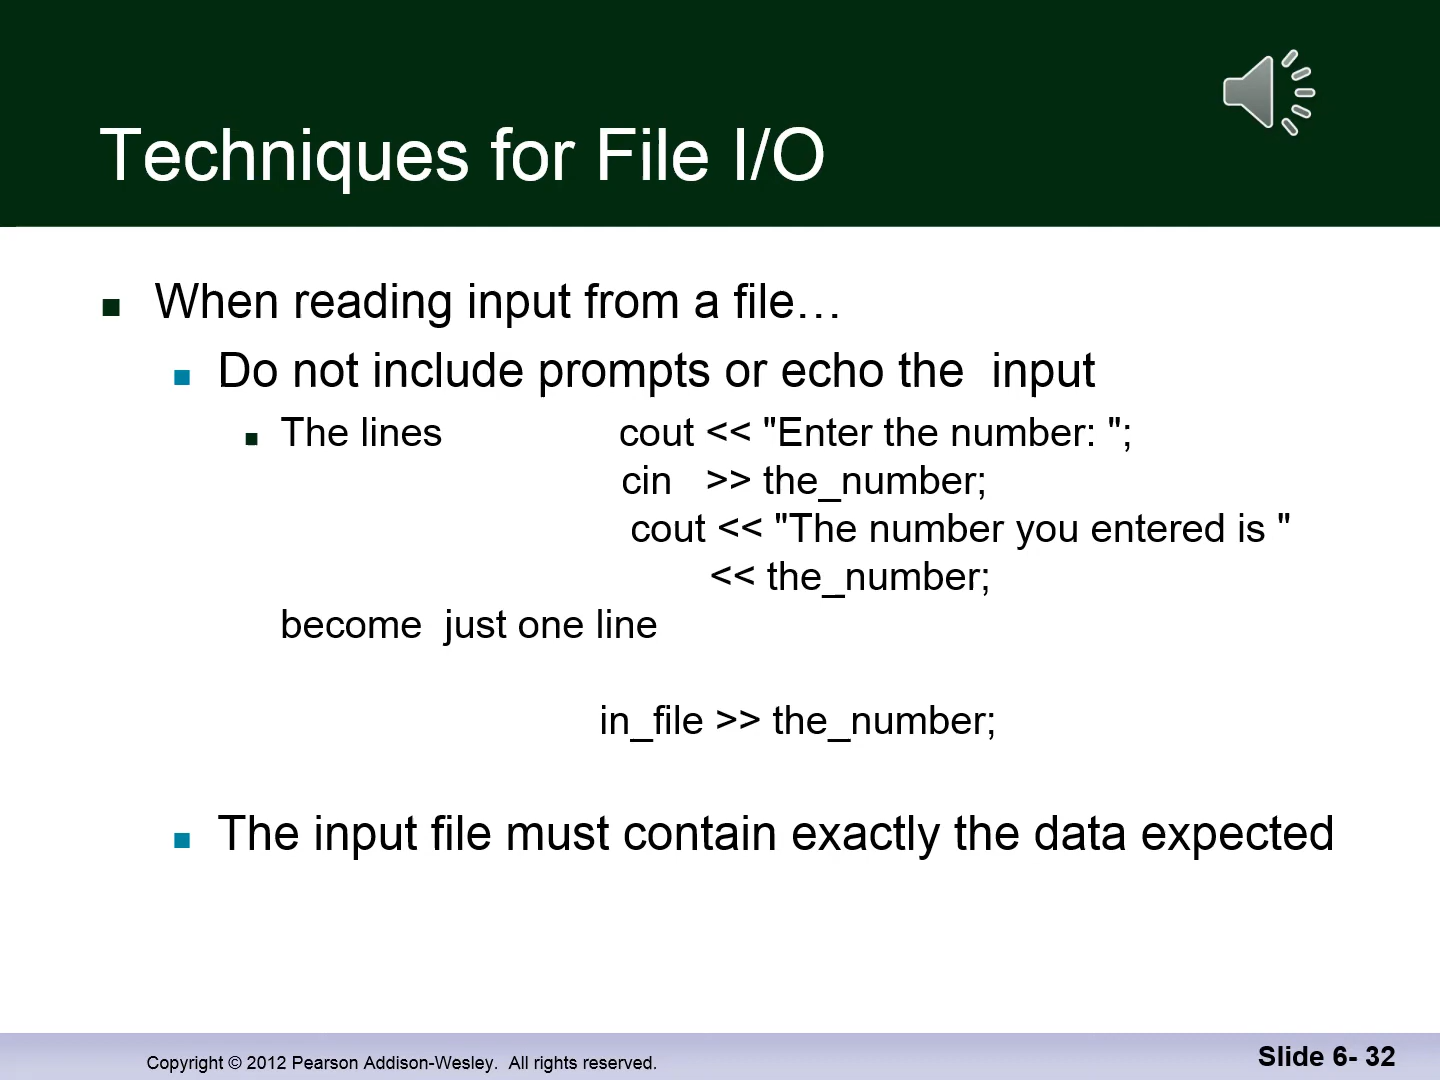 Techniques for File I/O
When reading input from a file…
Do not include prompts or echo the  input
The lines cout << "Enter the number: ";
cin >> the_number;
cout << "The number you entered is "
<< the_number;
become  just one line
in_file >> the_number;
The input file must contain exactly the data expected
Copyright © 2012 Pearson Addison-Wesley.  All rights reserved.
Slide 6- 32